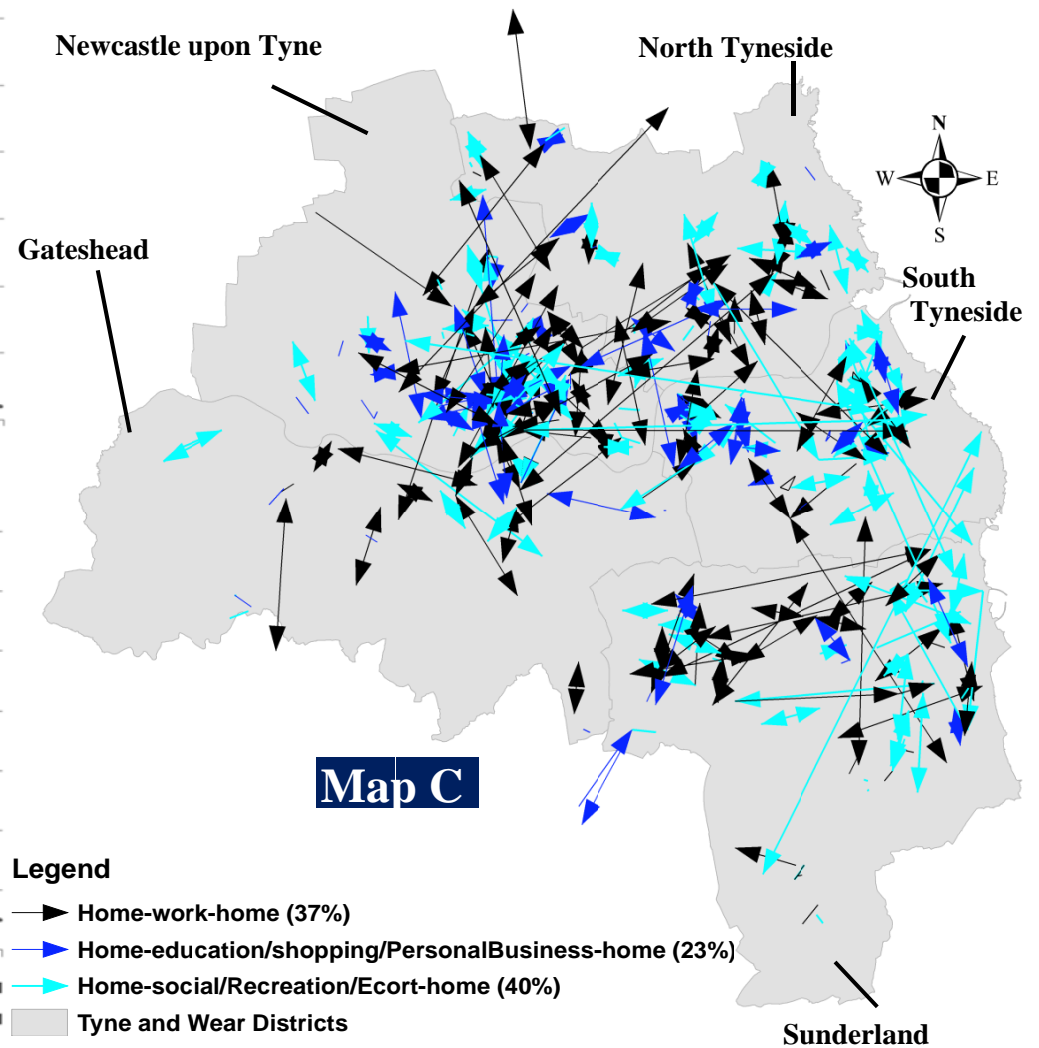 Newcastle upon Tyne
North Tyneside
N
W
E
S
Gateshead
South
Tyneside
Map C
Legend
Home-work-home (37%)
Home-education/shopping/PersonalBusiness-home (23%)
Home-social/Recreation/Ecort-home (40%)
Tyne and Wear Districts
Sunderland